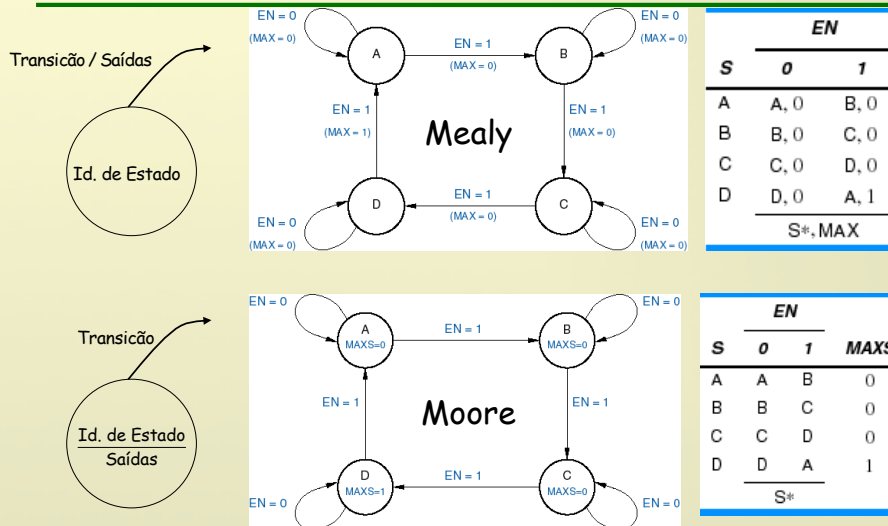 Transicão / Saídas
Id. de Estado
EN = 0
(MAX = 0)
A
EN = 1
(MAX = 0)
EN = 0
(MAX = 0)
B
EN = 1
(MAX = 1)
Mealy
EN = 1
(MAX = 0)
D
EN = 1
(MAX = 0)
C
EN = 0
(MAX = 0)
EN = 0
(MAX = 0)
EN
S 0 1
A A, 0 B, 0
B B, 0 C, 0
C C, 0 D, 0
D D, 0 A, 1
S*, MAX
Transicão
Id. de Estado
Saídas
EN = 0
A
MAXS=0
EN = 1
EN = 0
B
MAXS=0
EN = 1
Moore
EN = 1
D
MAXS=1
EN = 1
C
MAXS=0
EN = 0
EN = 0
EN
S 0 1 MAXS
A A B 0
B B C 0
C C D 0
D D A 1
S*